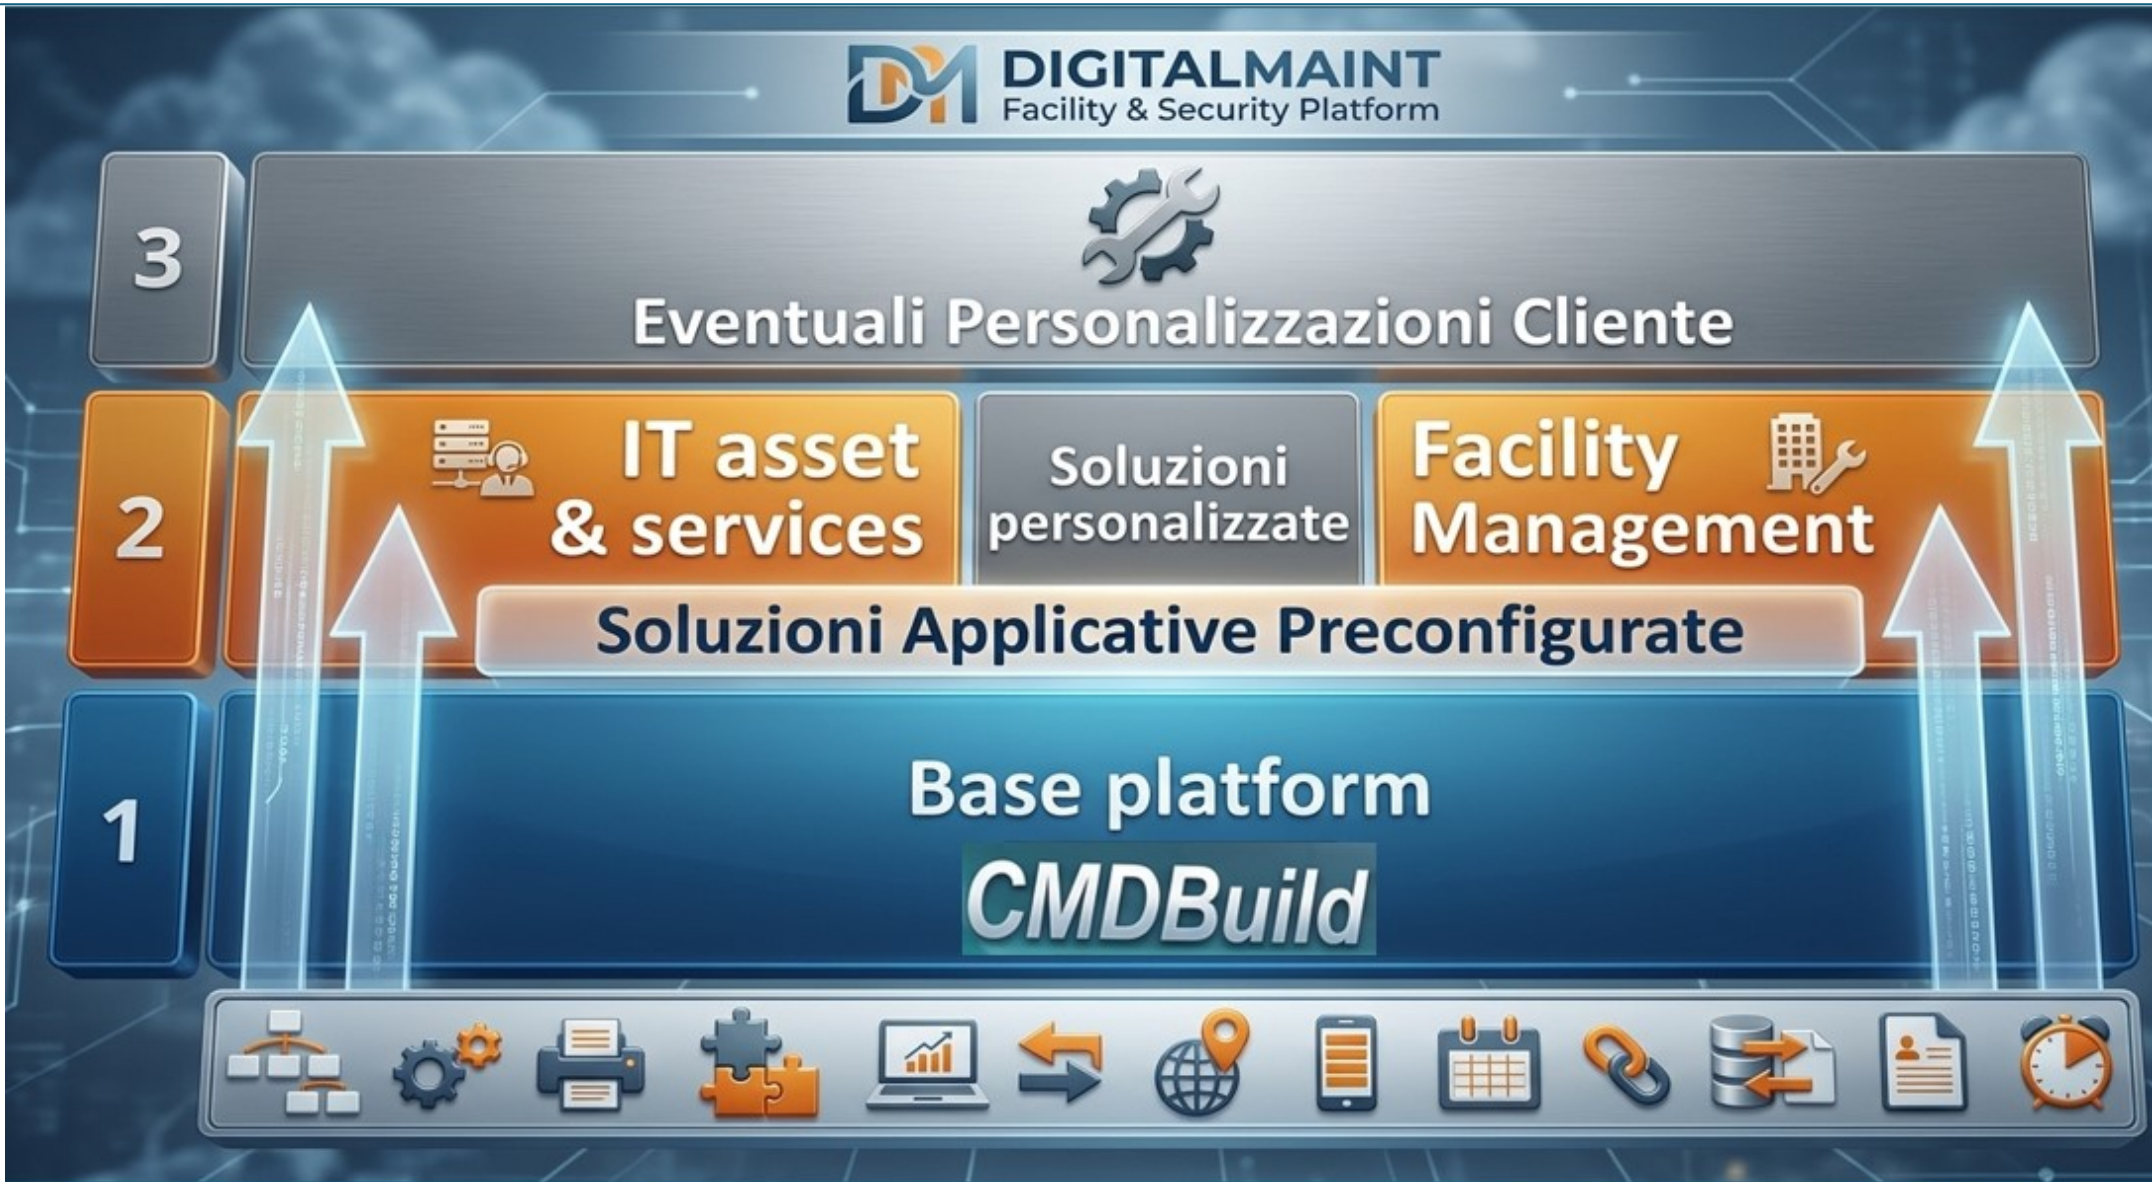 DM DIGITALMAINT
Facility & Security Platform
3
Eventuali Personalizzazioni Cliente
2
IT asset
& services
Soluzioni
personalizzate
Facility
Management
Soluzioni Applicative Preconfigurate
1
Base platform
CMDBuild